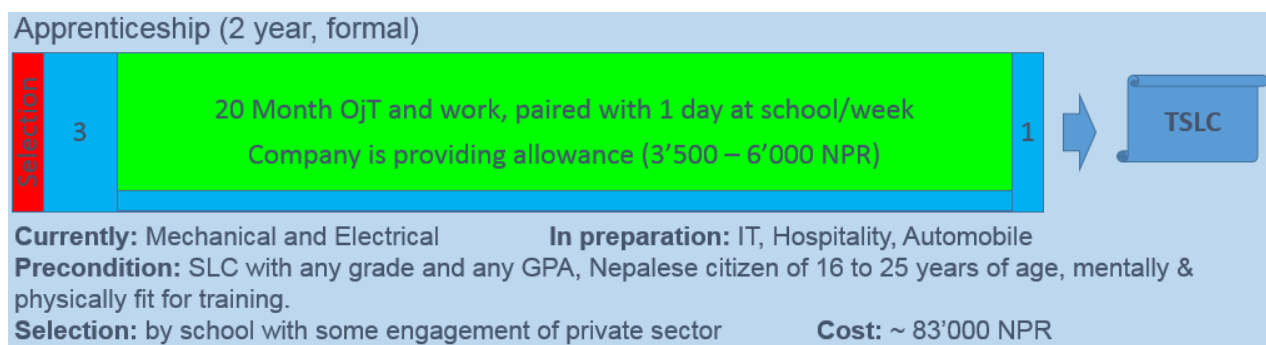 Apprenticeship (2 year, formal)
Selection
3
20 Month OjT and work, paired with 1 day at school/week
Company is providing allowance (3’500 – 6’000 NPR)
1
TSLC
Currently: Mechanical and Electrical In preparation: IT, Hospitality, Automobile
Precondition: SLC with any grade and any GPA, Nepalese citizen of 16 to 25 years of age, mentally &
physically fit for training.
Selection: by school with some engagement of private sector Cost: ~ 83’000 NPR